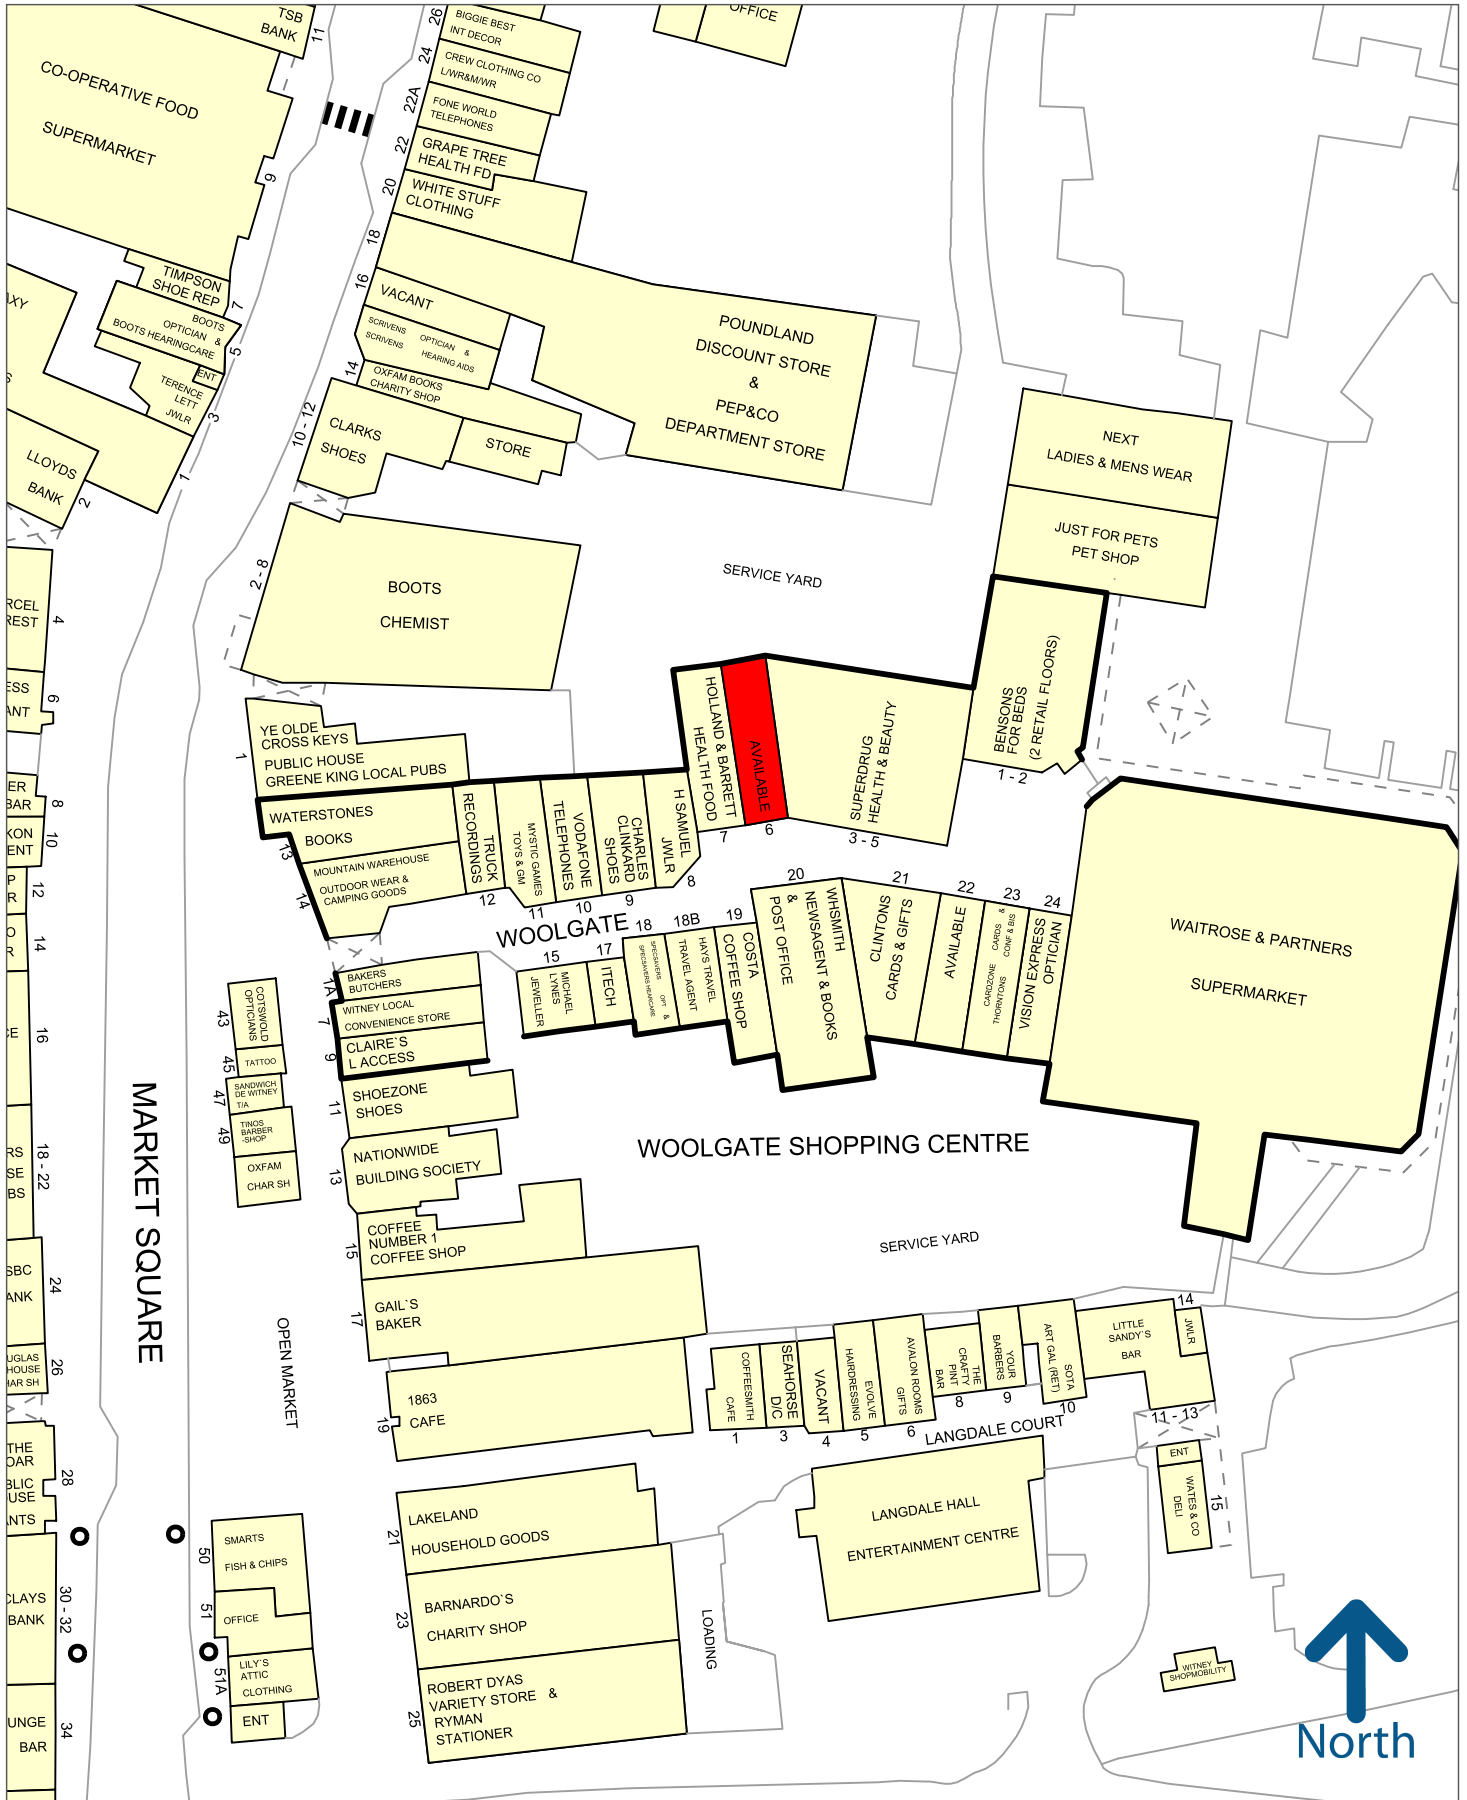 TSB
BANK
11
CO-OPERATIVE FOOD
SUPERMARKET
9
TIMPSON
SHOE REP
7
BOOTS
OPTICIAN &
BOOTS HEARINGCARE
5
ENT
TERENCE
LETT
JWLR
3
1
LLOYDS
BANK
2
26
BIGGIE BEST
INT DECOR
24
CREW CLOTHING CO
L/WR&M/WR
22A
FONE WORLD
TELEPHONES
22
GRAPE TREE
HEALTH FD
20
WHITE STUFF
CLOTHING
18
16
VACANT
SCRIVENS OPTICIAN &
SCRIVENS HEARING AIDS
14
OXFAM BOOKS
CHARITY SHOP
10 - 12
CLARKS
SHOES
STORE
OFFICE
POUNDLAND
DISCOUNT STORE
&
PEP&CO
DEPARTMENT STORE
NEXT
LADIES & MENS WEAR
JUST FOR PETS
PET SHOP
SERVICE YARD
2 - 8
BOOTS
CHEMIST
4
6
8
10
12
14
16
18 - 22
24
26
28
30 - 32
34
1
YE OLDE
CROSS KEYS
PUBLIC HOUSE
GREENE KING LOCAL PUBS
13
WATERSTONES
BOOKS
14
MOUNTAIN WAREHOUSE
OUTDOOR WEAR &
CAMPING GOODS
TRUCK
RECORDINGS
12
MYSTIC GAMES
TOYS & GM
11
VODAFONE
TELEPHONES
10
CHARLES
CLINKARD
SHOES
9
H SAMUEL
JWLR
8
HOLLAND & BARRETT
HEALTH FOOD
7
AVAILABLE
6
SUPERDRUG
HEALTH & BEAUTY
3 - 5
BENSONS
FOR BEDS
(2 RETAIL FLOORS)
1 - 2
WOOLGATE
15
MICHAEL
LYNES
JEWELLER
17
ITECH
18
SPECSAVERS OPT &
SPECSAVERS HEARCARE
18B
HAYS TRAVEL
TRAVEL AGENT
19
COSTA
COFFEE SHOP
20
WHSMITH
NEWSAGENT & BOOKS
&
POST OFFICE
21
CLINTONS
CARDS & GIFTS
22
AVAILABLE
23
CARDZONE CARDS &
THORNTONS CONF & BIS
24
VISION EXPRESS
OPTICIAN
WAITROSE & PARTNERS
SUPERMARKET
1A
BAKERS
BUTCHERS
7
WITNEY LOCAL
CONVENIENCE STORE
9
CLAIRE`S
L ACCESS
11
SHOEZONE
SHOES
13
NATIONWIDE
BUILDING SOCIETY
15
COFFEE
NUMBER 1
COFFEE SHOP
17
GAIL`S
BAKER
19
1863
CAFE
21
LAKELAND
HOUSEHOLD GOODS
23
BARNARDO`S
CHARITY SHOP
25
ROBERT DYAS
VARIETY STORE &
RYMAN
STATIONER
43
COTSWOLD
OPTICIANS
45
TATTOO
47
SANDWICH
DE WITNEY
T/A
49
TINOS
BARBER
-SHOP
OXFAM
CHAR SH
MARKET SQUARE
OPEN MARKET
50
SMARTS
FISH & CHIPS
51
OFFICE
51A
LILY`S
ATTIC
CLOTHING
ENT
WOOLGATE SHOPPING CENTRE
SERVICE YARD
COFFEESMITH
CAFE
1
SEAHORSE
D/C
3
VACANT
4
EVOLVE
HAIRDRESSING
5
AVALON ROOMS
GIFTS
6
THE
CRAFTY
PINT
BAR
8
YOUR
BARBERS
9
SOTA
ART GAL (RET)
10
LITTLE
SANDY`S
BAR
11 - 13
14
JWLR
LANGDALE COURT
LANGDALE HALL
ENTERTAINMENT CENTRE
ENT
WATES & CO
DELI
15
LOADING
WITNEY
SHOPMOBILITY
North
BAR
BANK